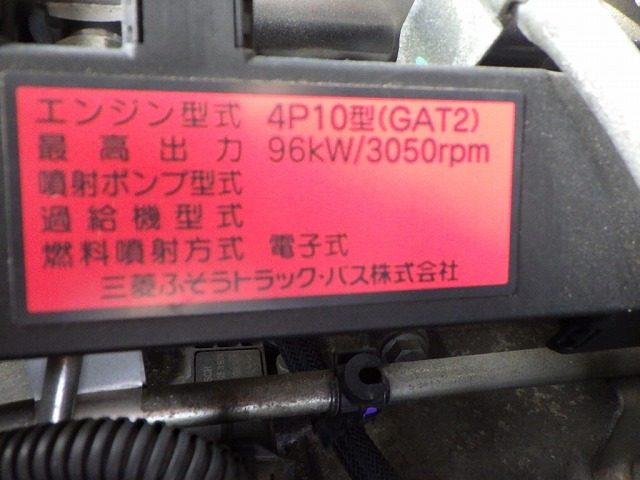 エンジン型式 4P10型(GAT2)
最高出力 96kW/3050rpm
噴射ポンプ型式
過給機型式
燃料噴射方式 電子式
三菱ふそうトラック・バス株式会社